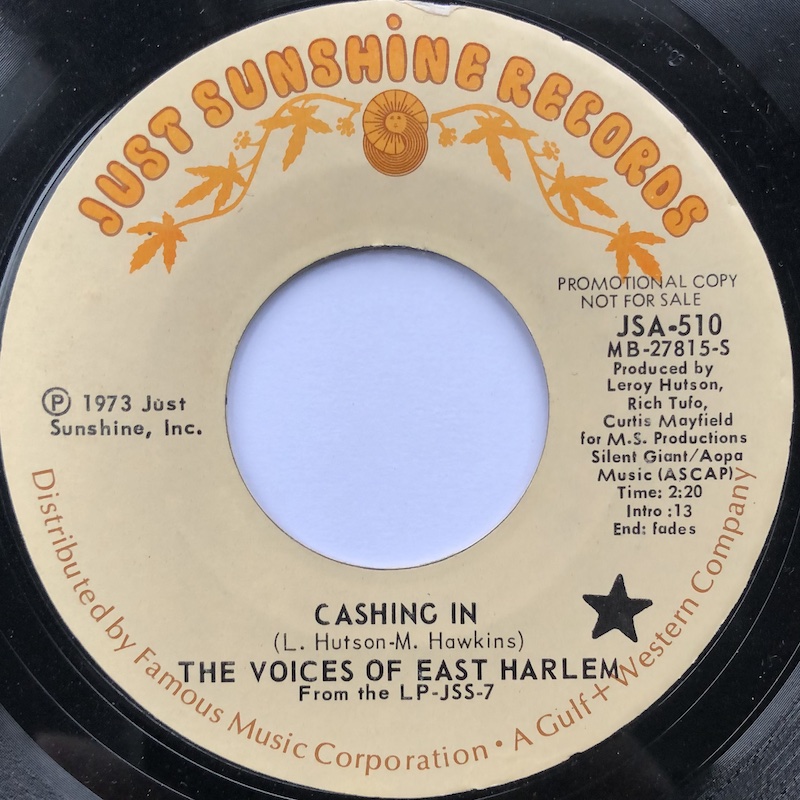 JUST SUNSHINE RECORDS
PROMOTIONAL COPY
NOT FOR SALE
JSA-510
MB-27815-S
Produced by
Leroy Hutson,
Rich Tufo,
Curtis Mayfield
for M.S. Productions
Silent Giant/Aopa
Music (ASCAP)
Time: 2:20
Intro :13
End: fades
℗ 1973 Just
Sunshine, Inc.
CASHING IN
(L. Hutson-M. Hawkins)
THE VOICES OF EAST HARLEM
From the LP-JSS-7
Distributed by Famous Music Corporation • A Gulf+Western Company